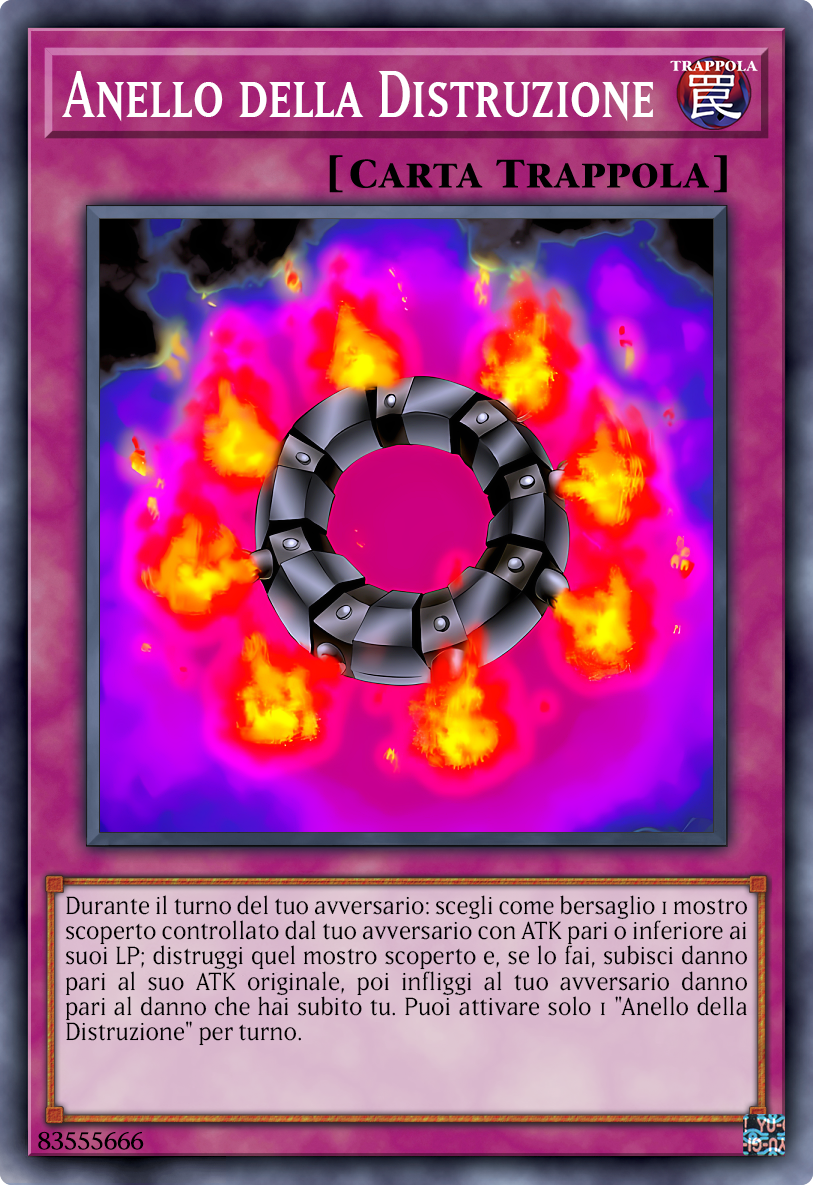 Anello della Distruzione
TRAPPOLA
罠
[Carta Trappola]
Durante il turno del tuo avversario: scegli come bersaglio 1 mostro
scoperto controllato dal tuo avversario con ATK pari o inferiore ai
suoi LP; distruggi quel mostro scoperto e, se lo fai, subisci danno
pari al suo ATK originale, poi infliggi al tuo avversario danno
pari al danno che hai subito tu. Puoi attivare solo 1 "Anello della
Distruzione" per turno.
83555666